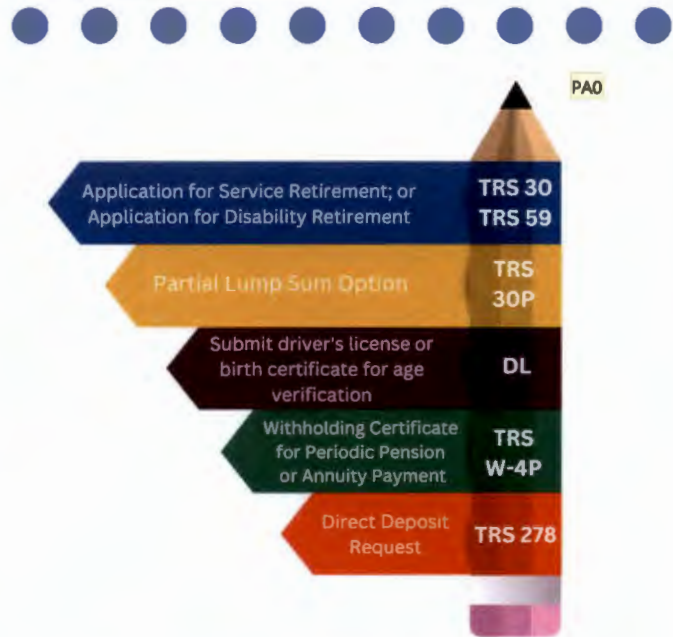 PA0
Application for Service Retirement; or
Application for Disability Retirement
TRS 30
TRS 59
Partial Lump Sum Option
TRS
30P
Submit driver's license or
birth certificate for age
verification
DL
Withholding Certificate
for Periodic Pension
or Annuity Payment
TRS
W-4P
Direct Deposit
Request
TRS 278